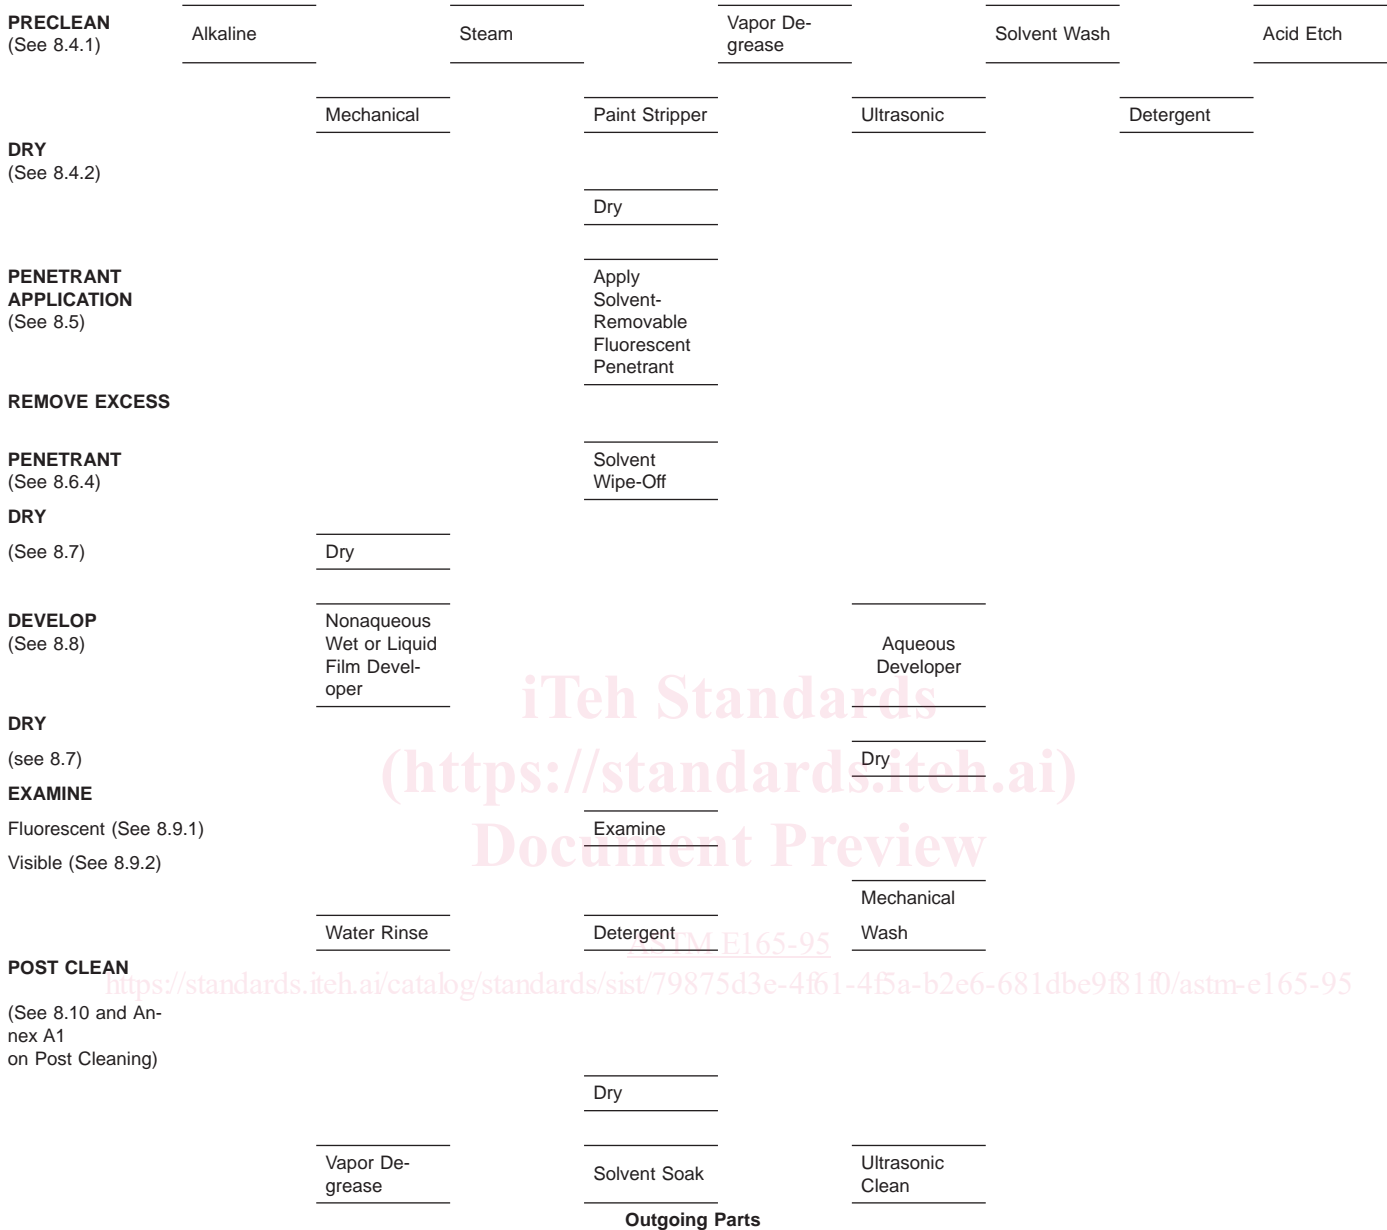 PRECLEAN
(See 8.4.1)
Alkaline
Steam
Vapor De-
grease
Solvent Wash
Acid Etch
Mechanical
Paint Stripper
Ultrasonic
Detergent
DRY
(See 8.4.2)
Dry
PENETRANT
APPLICATION
(See 8.5)
Apply
Solvent-
Removable
Fluorescent
Penetrant
REMOVE EXCESS
PENETRANT
(See 8.6.4)
Solvent
Wipe-Off
DRY
(See 8.7)
Dry
DEVELOP
(See 8.8)
Nonaqueous
Wet or Liquid
Film Devel-
oper
Aqueous
Developer
iTeh Standards
DRY
(see 8.7)
Dry
(https://standards.iteh.ai)
EXAMINE
Fluorescent (See 8.9.1)
Examine
Document Preview
Visible (See 8.9.2)
Mechanical
Wash
Water Rinse
Detergent
ASTM E165-95
POST CLEAN
https://standards.iteh.ai/catalog/standards/sist/79875d3e-4f61-4f5a-b2e6-681dbe9f81f0/astm-e165-95
(See 8.10 and An-
nex A1
on Post Cleaning)
Dry
Vapor De-
grease
Solvent Soak
Ultrasonic
Clean
Outgoing Parts